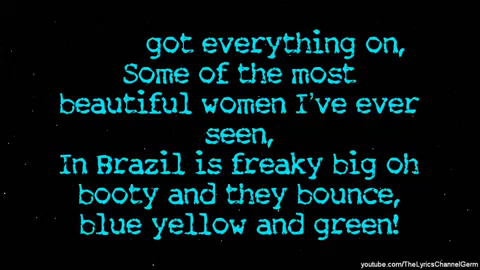 got everything on,
Some of the most
beautiful women I've ever
seen,
In Brazil is freaky big oh
booty and they bounce,
blue yellow and green!
youtube.com/TheLyricsChannelGerm